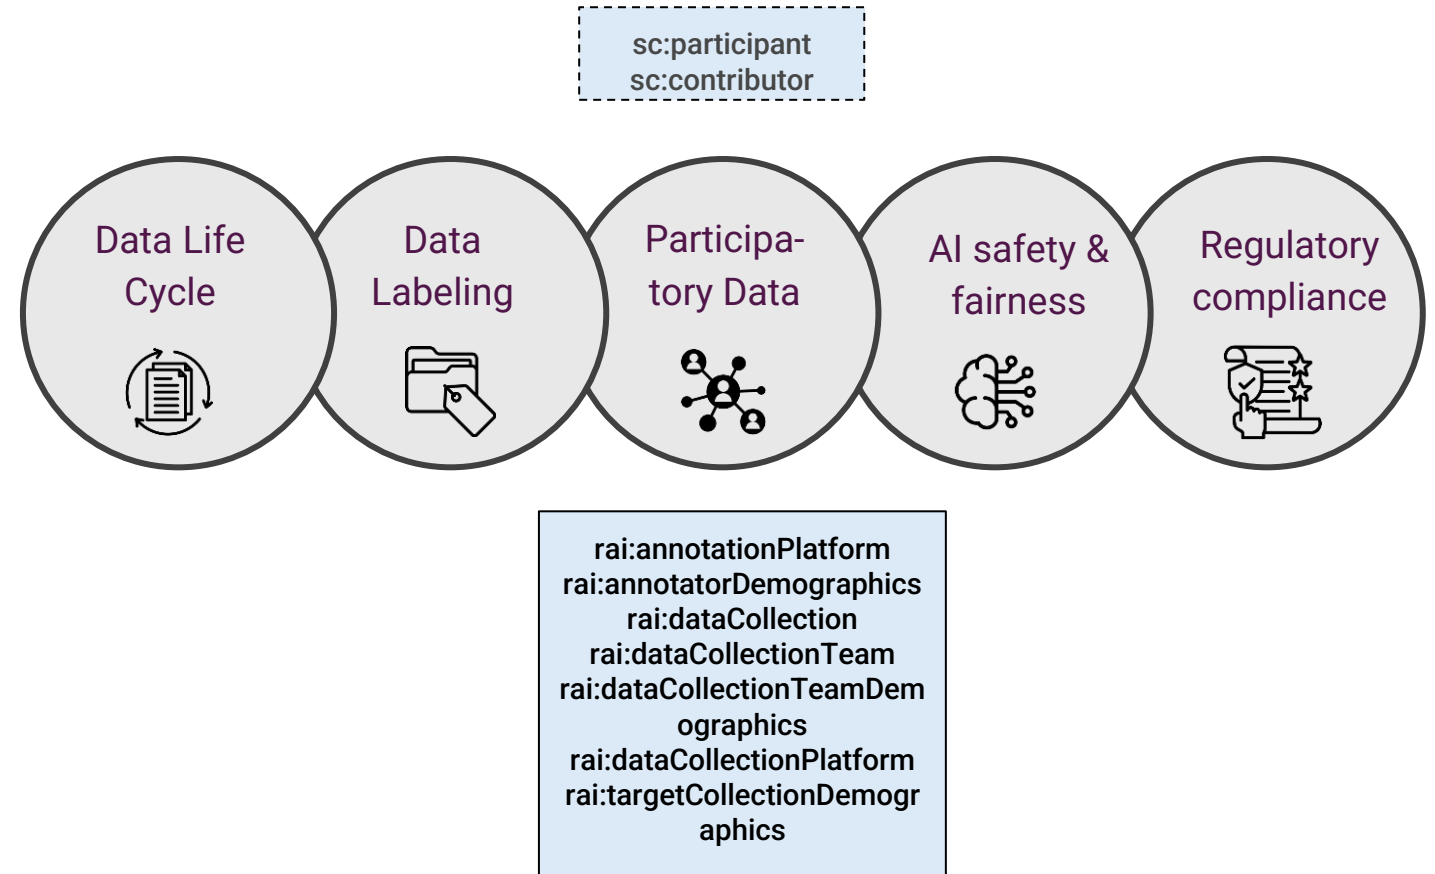 sc:participant
sc:contributor
Data Life
Cycle
Data
Labeling
Participa-
tory Data
AI safety &
fairness
Regulatory
compliance
rai:annotationPlatform
rai:annotatorDemographics
rai:dataCollection
rai:dataCollectionTeam
rai:dataCollectionTeamDem
ographics
rai:dataCollectionPlatform
rai:targetCollectionDemogr
aphics